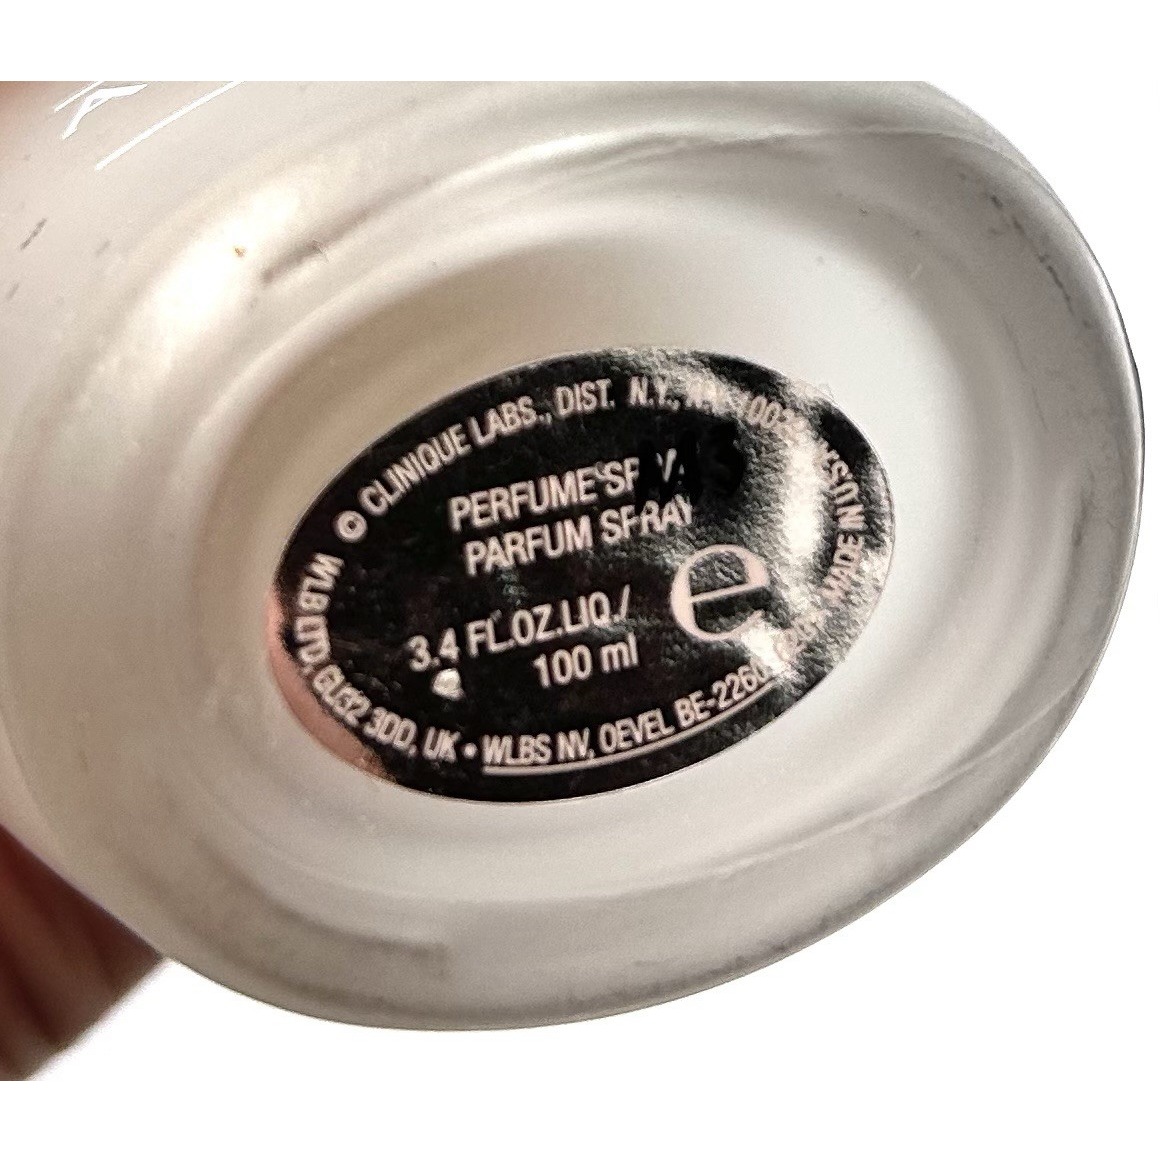 © CLINIQUE LABS., DIST. N.Y.,
PERFUME
PARFUM SPRAY
3.4 FL.OZ.LIQ./
100 ml
e
MADE IN U.S.A.
WLB LTD, GU32 3DD, UK • WLBS NV, OEVEL BE-2260